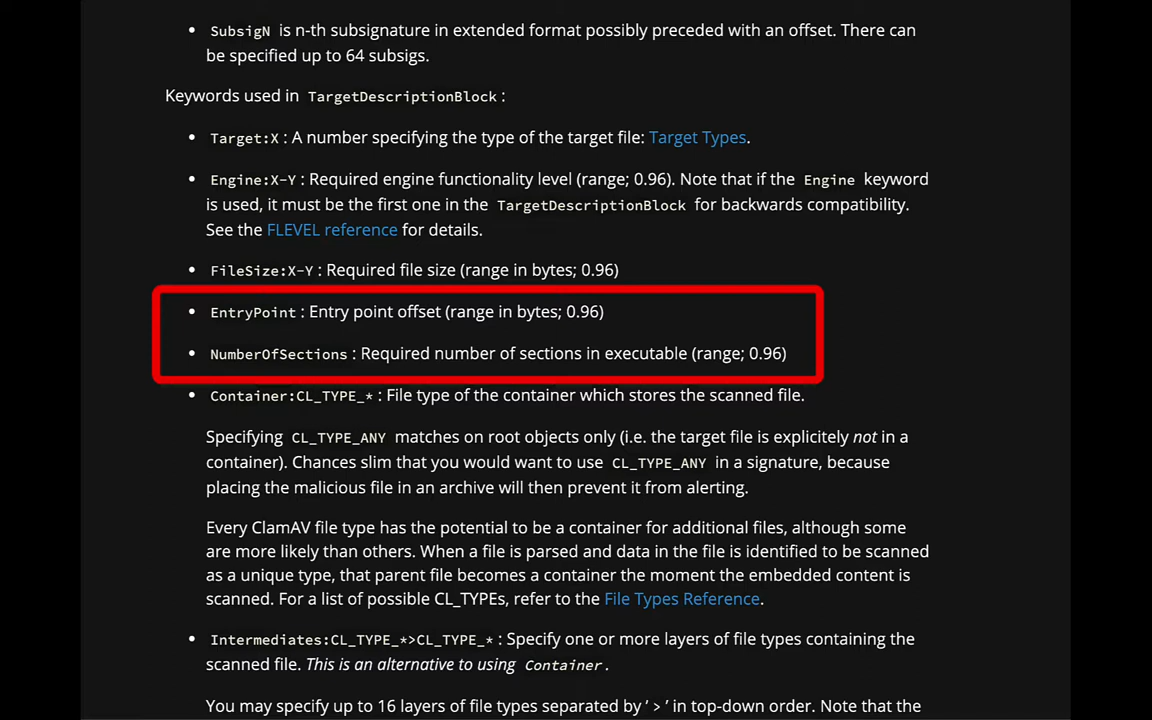 • SubsigN is n-th subsignature in extended format possibly preceded with an offset. There can
be specified up to 64 subsigs.
Keywords used in TargetDescriptionBlock:
• Target:X : A number specifying the type of the target file: Target Types.
• Engine:X-Y : Required engine functionality level (range; 0.96). Note that if the Engine keyword
is used, it must be the first one in the TargetDescriptionBlock for backwards compatibility.
See the FLEVEL reference for details.
• FileSize:X-Y : Required file size (range in bytes; 0.96)
• EntryPoint : Entry point offset (range in bytes; 0.96)
• NumberOfSections : Required number of sections in executable (range; 0.96)
• Container:CL_TYPE_* : File type of the container which stores the scanned file.
Specifying CL_TYPE_ANY matches on root objects only (i.e. the target file is explicitely not in a
container). Chances slim that you would want to use CL_TYPE_ANY in a signature, because
placing the malicious file in an archive will then prevent it from alerting.
Every ClamAV file type has the potential to be a container for additional files, although some
are more likely than others. When a file is parsed and data in the file is identified to be scanned
as a unique type, that parent file becomes a container the moment the embedded content is
scanned. For a list of possible CL_TYPEs, refer to the File Types Reference.
• Intermediates:CL_TYPE_*>CL_TYPE_* : Specify one or more layers of file types containing the
scanned file. This is an alternative to using Container.
You may specify up to 16 layers of file types separated by ' > ' in top-down order. Note that the